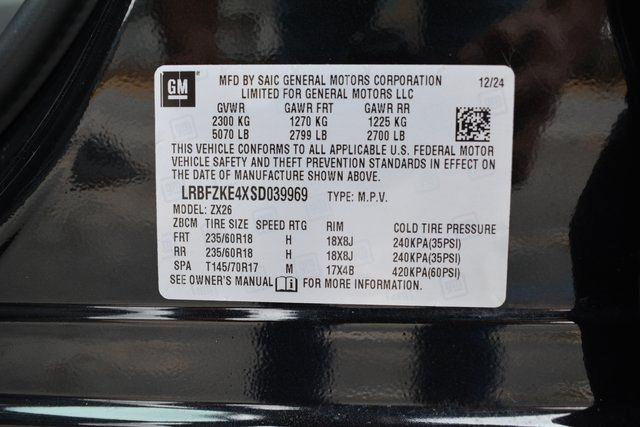 GM
MFD BY SAIC GENERAL MOTORS CORPORATION 12/24
LIMITED FOR GENERAL MOTORS LLC
GVWR GAWR FRT GAWR RR
2300 KG 1270 KG 1225 KG
5070 LB 2799 LB 2700 LB
THIS VEHICLE CONFORMS TO ALL APPLICABLE U.S. FEDERAL MOTOR
VEHICLE SAFETY AND THEFT PREVENTION STANDARDS IN EFFECT ON
THE DATE OF MANUFACTURE SHOWN ABOVE.
LRBFZKE4XSD039969 TYPE: M.P.V.
MODEL: ZX26
ZBCM TIRE SIZE SPEED RTG RIM COLD TIRE PRESSURE
FRT 235/60R18 H 18X8J 240KPA(35PSI)
RR 235/60R18 H 18X8J 240KPA(35PSI)
SPA T145/70R17 M 17X4B 420KPA(60PSI)
SEE OWNER'S MANUAL FOR MORE INFORMATION.